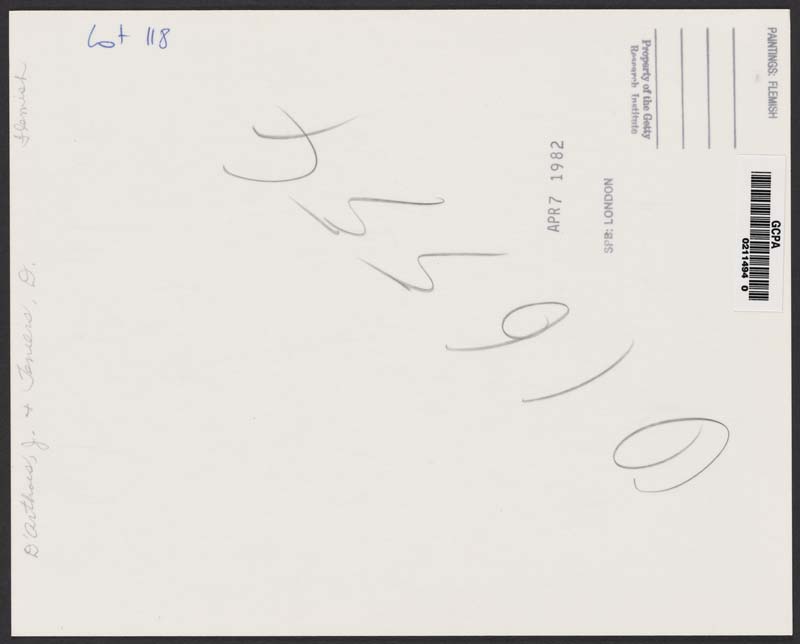 Lot 118
PAINTINGS: FLEMISH
Property of the Getty
Research Institute
APR 7 1982
SPB: LONDON
GCPA
0211494 0
Flemish
D'Arthois, J. + Teniers, D.